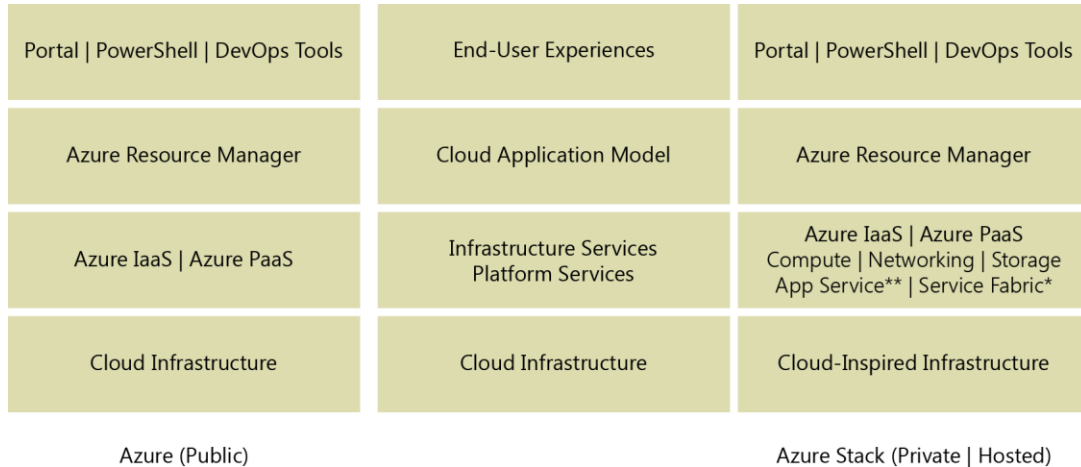 Portal | PowerShell | DevOps Tools
End-User Experiences
Portal | PowerShell | DevOps Tools
Azure Resource Manager
Cloud Application Model
Azure Resource Manager
Azure IaaS | Azure PaaS
Infrastructure Services
Platform Services
Azure IaaS | Azure PaaS
Compute | Networking | Storage
App Service** | Service Fabric*
Cloud Infrastructure
Cloud Infrastructure
Cloud-Inspired Infrastructure
Azure (Public)
Azure Stack (Private | Hosted)